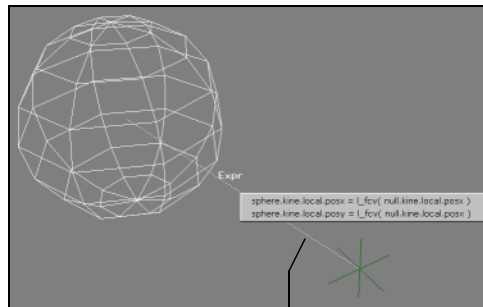 Expr
sphere.kine.local.posx = l_fcv( null.kine.local.posx )
sphere.kine.local.posy = l_fcv( null.kine.local.posx )